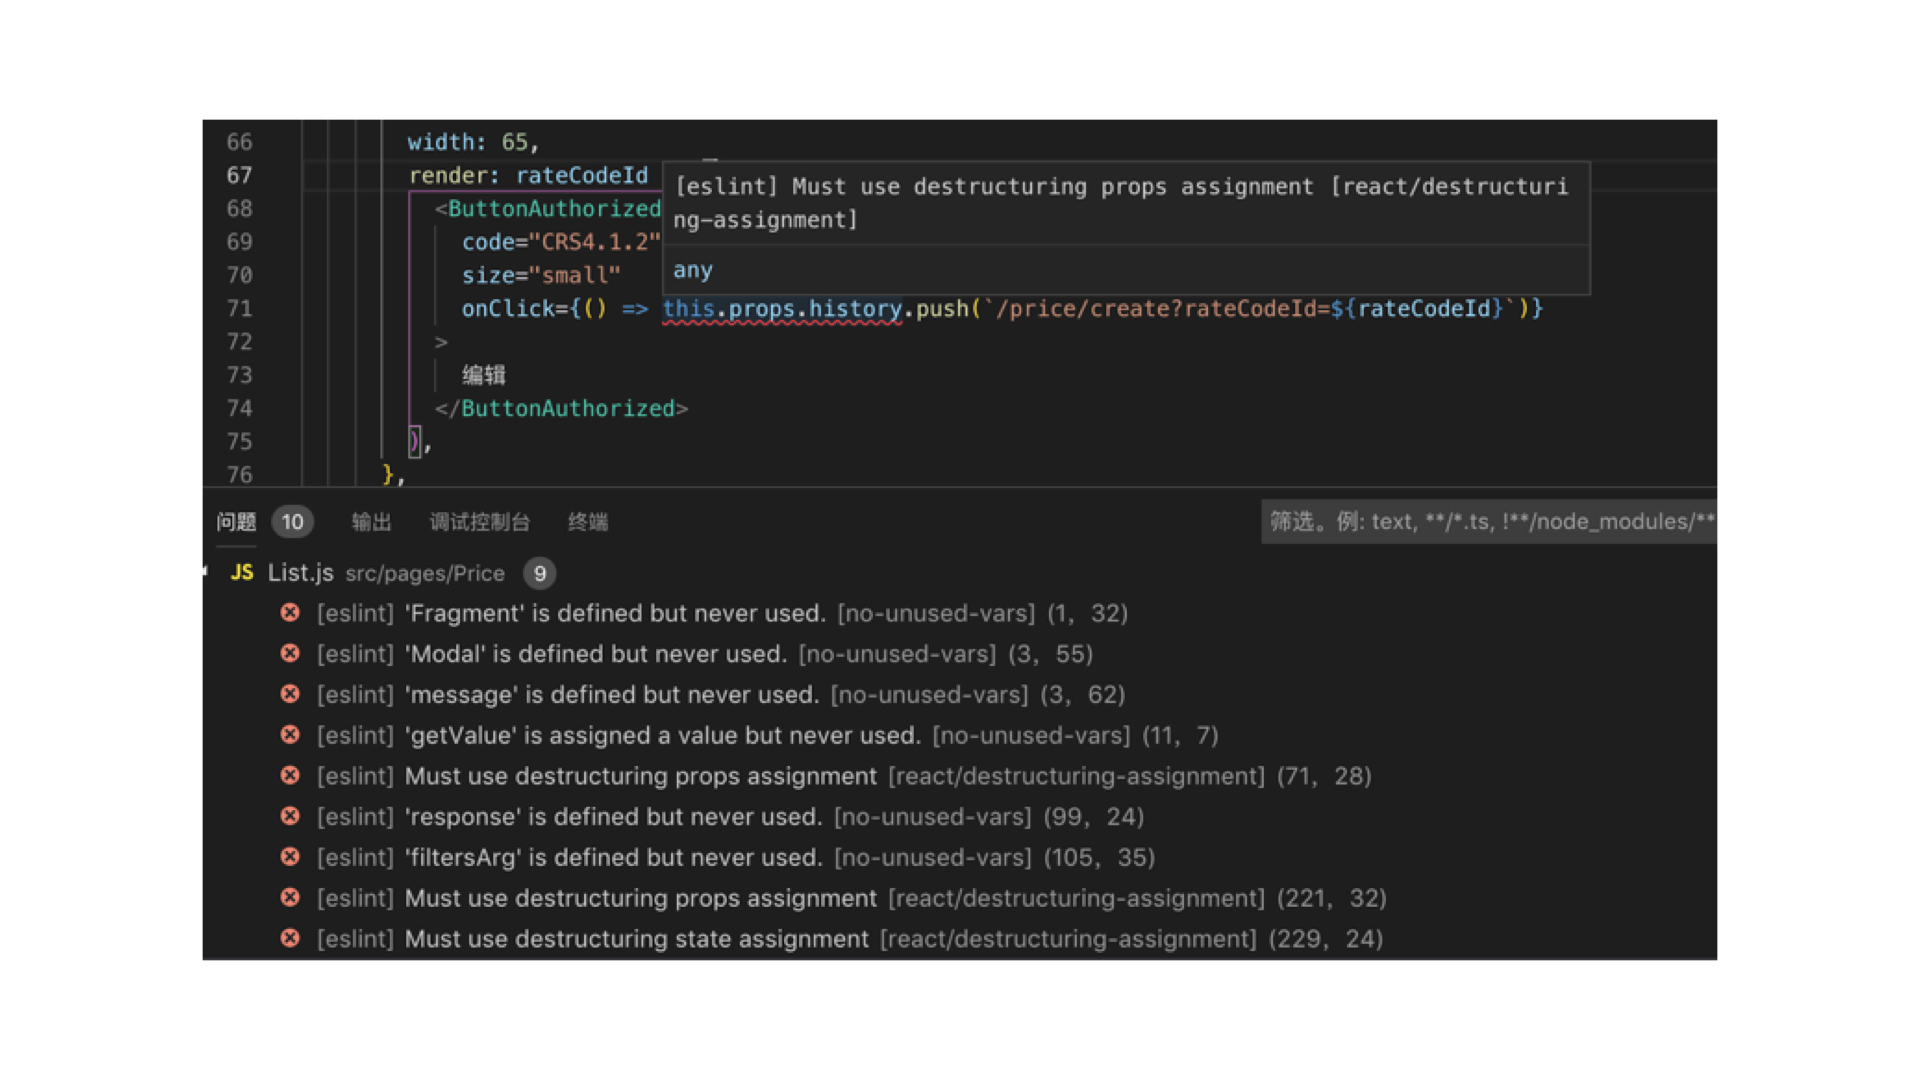 66 width: 65,
67 render: rateCodeId
[eslint] Must use destructuring props assignment [react/destructuri
ng-assignment]
any
68 <ButtonAuthorized
69 code="CRS4.1.2"
70 size="small"
71 onClick={() => this.props.history.push(`/price/create?rateCodeId=${rateCodeId}`)}
72 >
73 编辑
74 </ButtonAuthorized>
75 ),
76 },
问题 10 输出 调试控制台 终端 筛选。例: text, **/*.ts, !**/node_modules/**
JS List.js src/pages/Price 9
[eslint] 'Fragment' is defined but never used. [no-unused-vars] (1, 32)
[eslint] 'Modal' is defined but never used. [no-unused-vars] (3, 55)
[eslint] 'message' is defined but never used. [no-unused-vars] (3, 62)
[eslint] 'getValue' is assigned a value but never used. [no-unused-vars] (11, 7)
[eslint] Must use destructuring props assignment [react/destructuring-assignment] (71, 28)
[eslint] 'response' is defined but never used. [no-unused-vars] (99, 24)
[eslint] 'filtersArg' is defined but never used. [no-unused-vars] (105, 35)
[eslint] Must use destructuring props assignment [react/destructuring-assignment] (221, 32)
[eslint] Must use destructuring state assignment [react/destructuring-assignment] (229, 24)